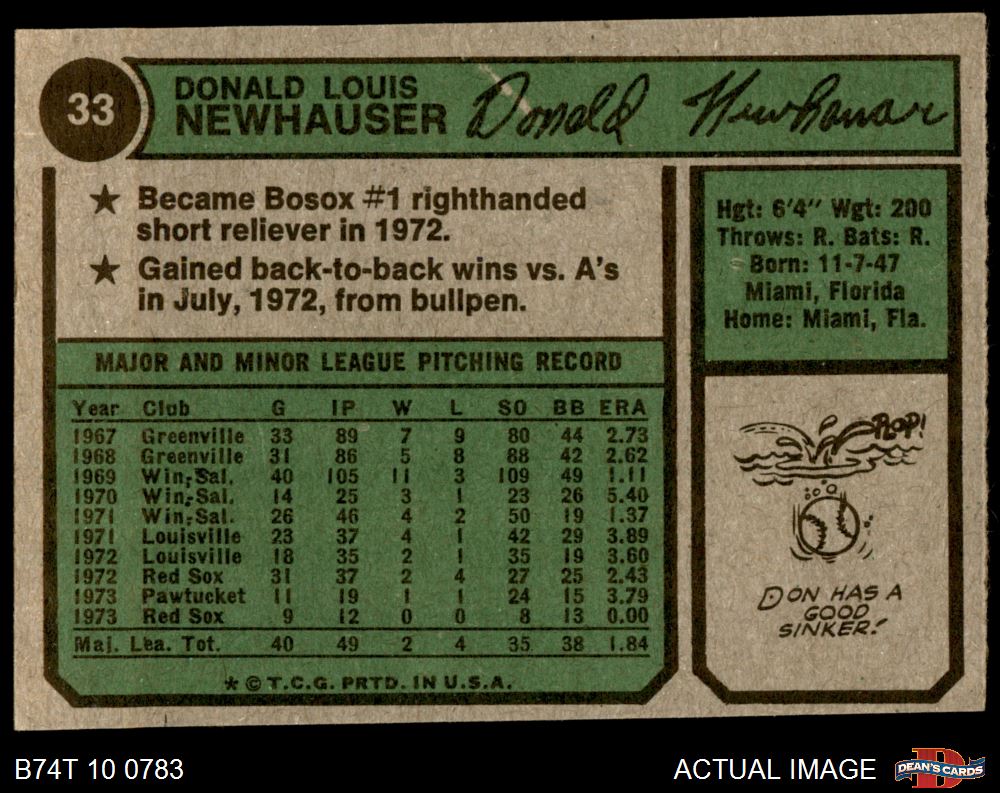 33
DONALD LOUIS
NEWHAUSER
Donald Newhauser
★ Became Bosox #1 righthanded
short reliever in 1972.
★ Gained back-to-back wins vs. A's
in July, 1972, from bullpen.
Hgt: 6'4" Wgt: 200
Throws: R. Bats: R.
Born: 11-7-47
Miami, Florida
Home: Miami, Fla.
MAJOR AND MINOR LEAGUE PITCHING RECORD
Year Club G IP W L SO BB ERA
1967 Greenville 33 89 7 9 80 44 2.73
1968 Greenville 31 86 5 8 88 42 2.62
1969 Win.-Sal. 40 105 11 3 109 49 1.11
1970 Win.-Sal. 14 25 3 1 23 26 5.40
1971 Win.-Sal. 26 46 4 2 50 19 1.37
1971 Louisville 23 37 4 1 42 29 3.89
1972 Louisville 18 35 2 1 35 19 3.60
1972 Red Sox 31 37 2 4 27 25 2.43
1973 Pawtucket 11 19 1 1 24 15 3.79
1973 Red Sox 9 12 0 0 8 13 0.00
Maj. Lea. Tot. 40 49 2 4 35 38 1.84
★ © T.C.G. PRTD. IN U.S.A.
PLOP!
DON HAS A
GOOD
SINKER!
B74T 10 0783
ACTUAL IMAGE
D
DEAN'S CARDS